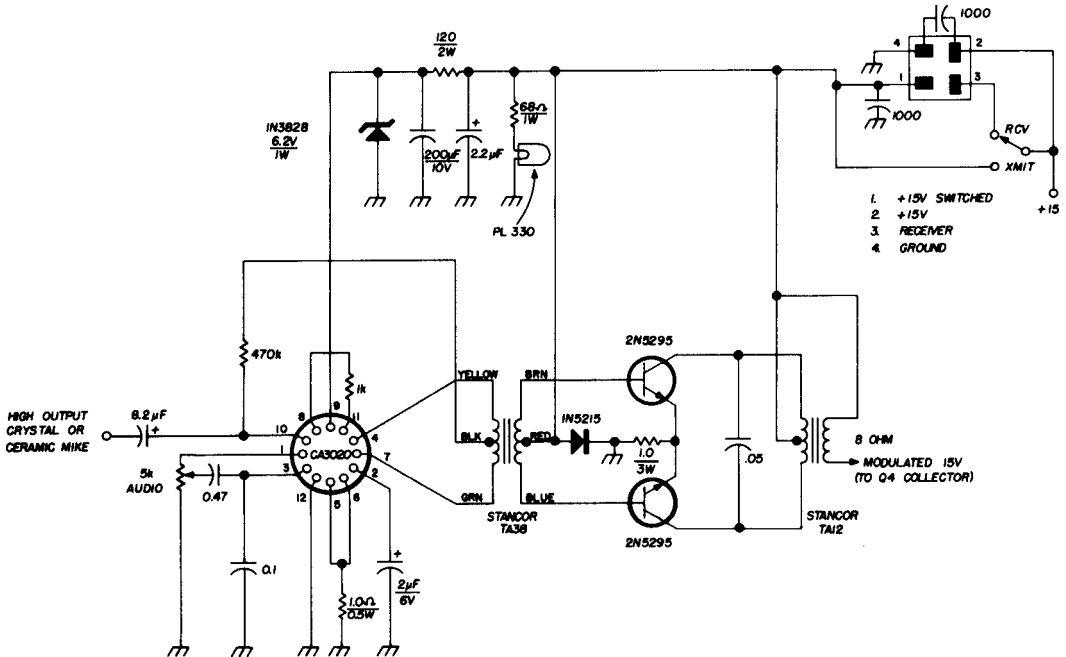 1000
4
2
1
3
1000
RCV
XMIT
+15
1. +15V SWITCHED
2 +15V
3. RECEIVER
4. GROUND
120
2W
1N3828
6.2V
1W
200µF
10V
+
2.2µF
68Ω
1W
PL 330
470k
1k
HIGH OUTPUT
CRYSTAL OR
CERAMIC MIKE
8.2µF
+
8
9
11
10
4
1
CA3020
7
3
2
12
5
6
5k
AUDIO
0.47
0.1
1.0Ω
0.5W
+
2µF
6V
YELLOW
BLK
GRN
BRN
RED
BLUE
STANCOR
TA38
1N5215
2N5295
1.0
3W
2N5295
.05
8 OHM
MODULATED 15V
(TO Q4 COLLECTOR)
STANCOR
TA12